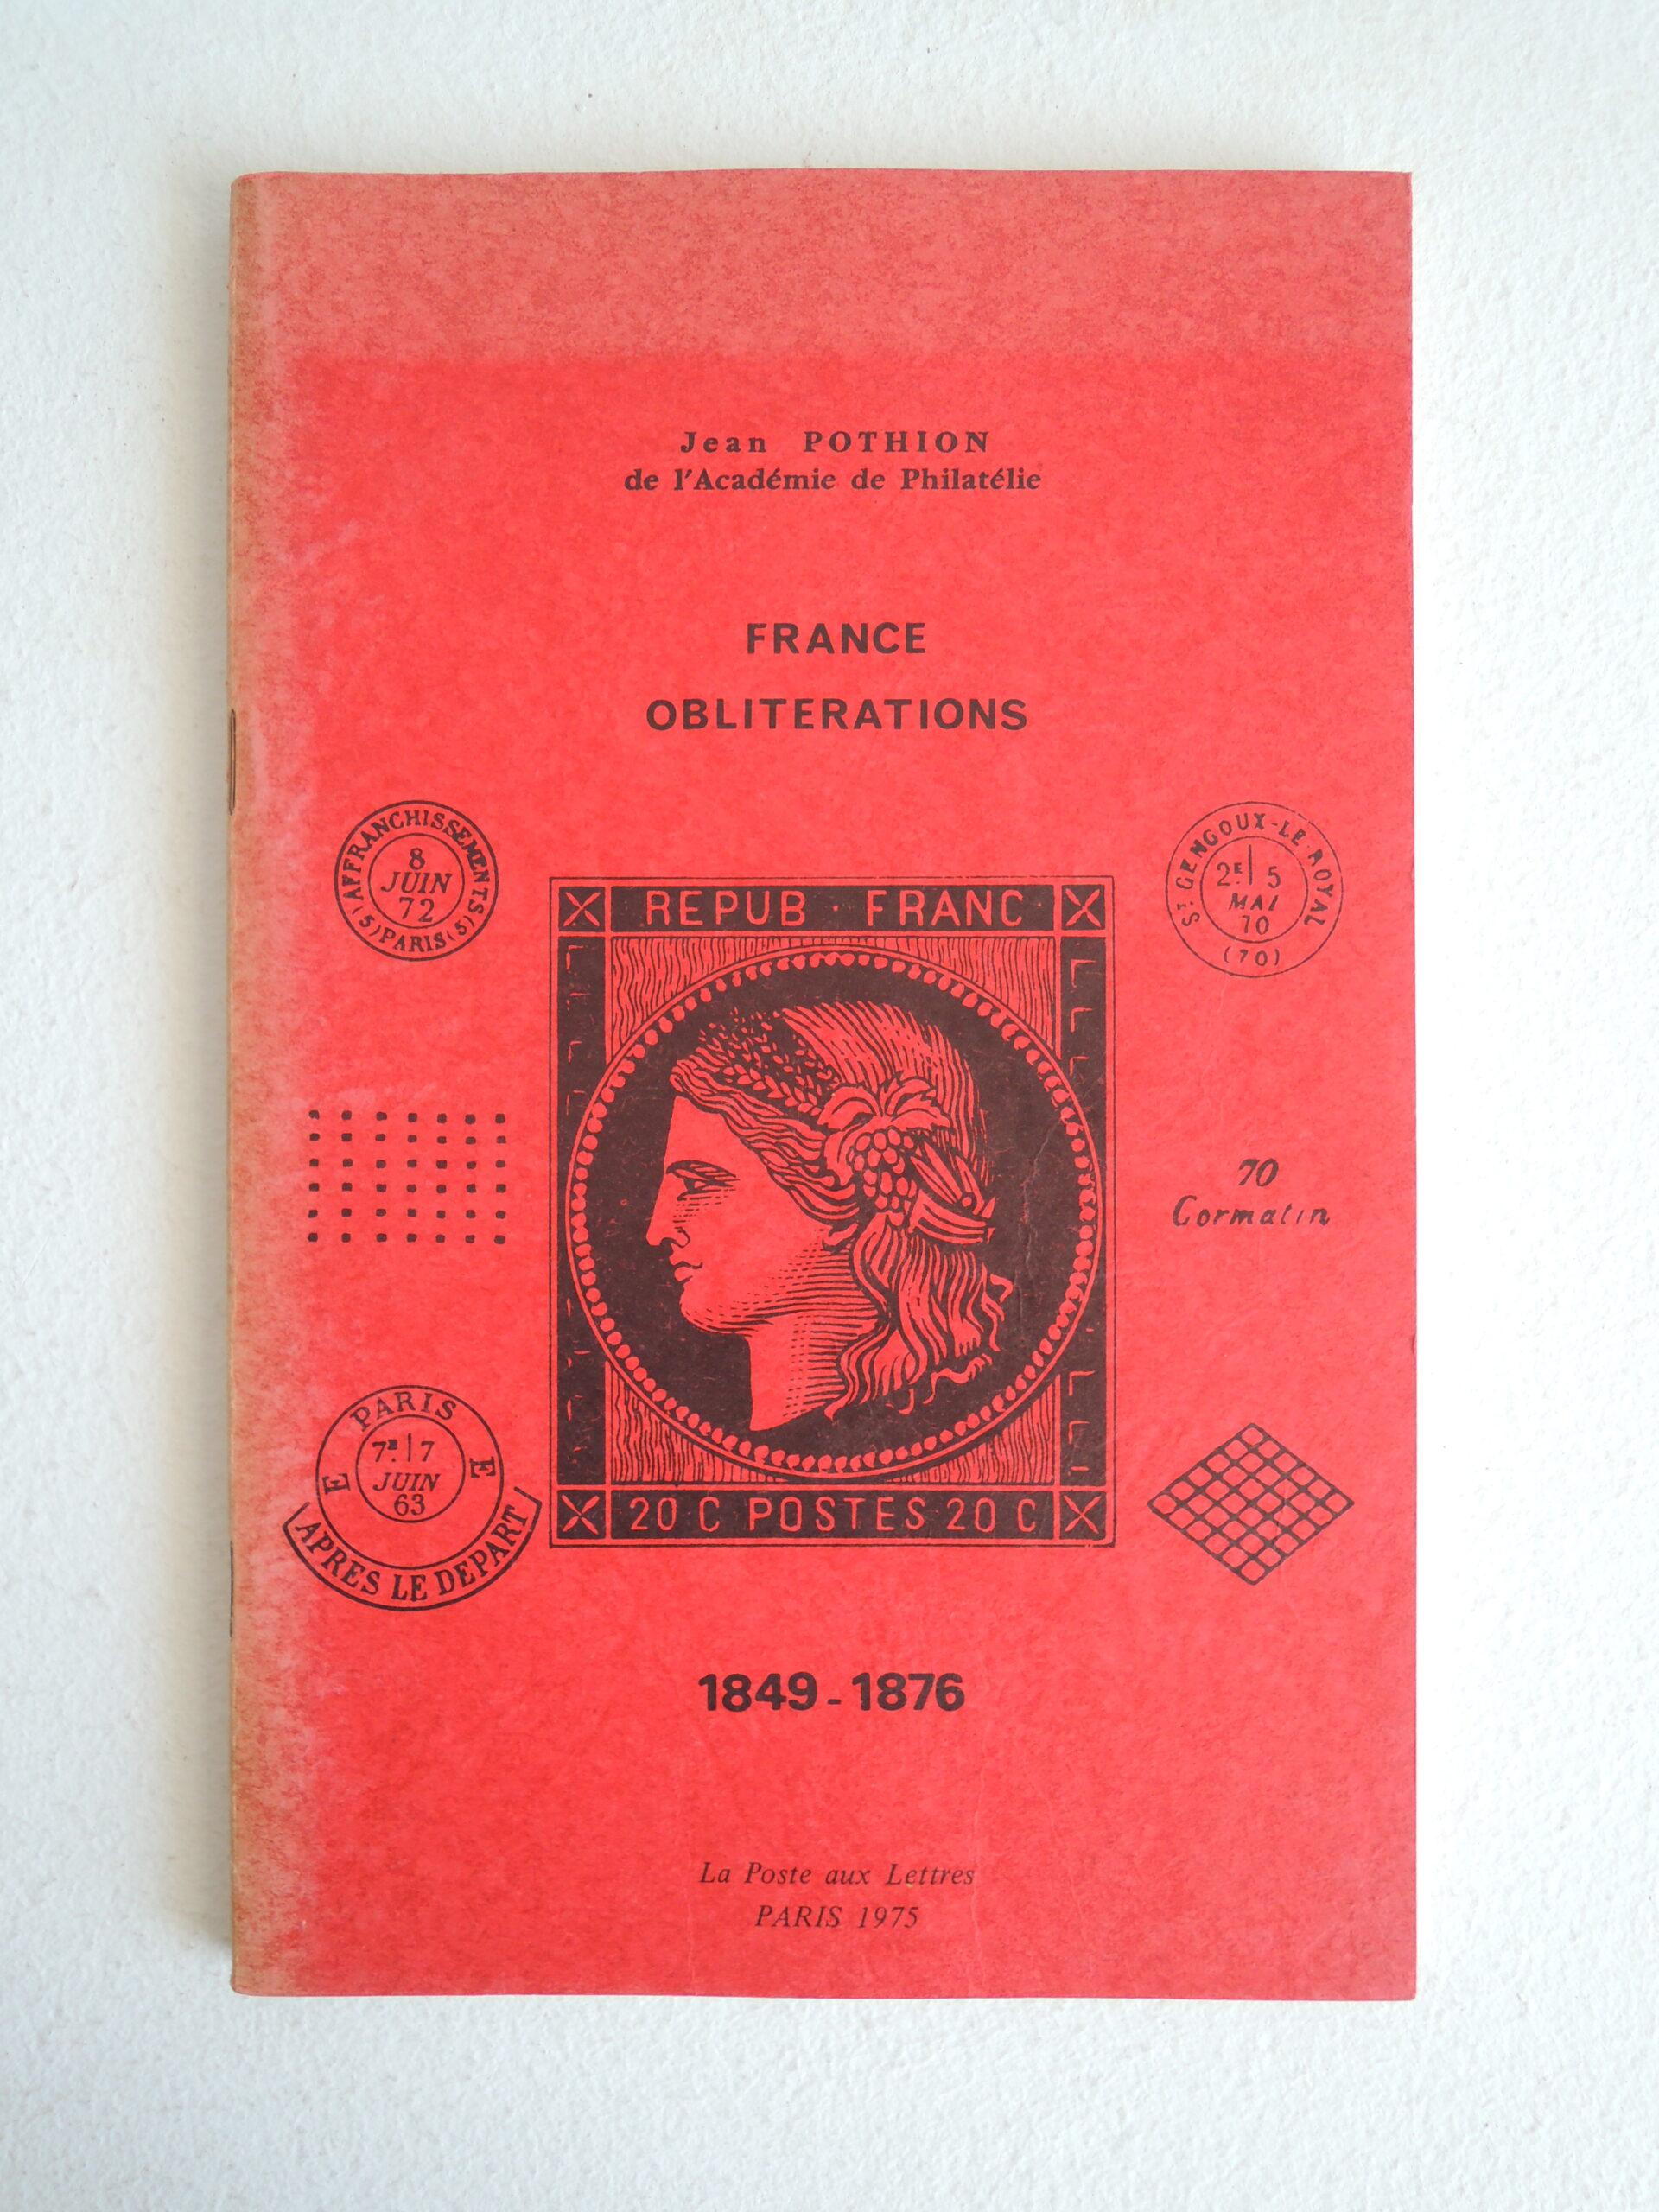 Jean POTHION
de l'Académie de Philatélie
FRANCE
OBLITERATIONS
AFFRANCHISSEMENTS
8
JUIN
72
(5) PARIS (5)
St GENGOUX-LE-ROYAL
2E 5
MAI
70
(70)
REPUB · FRANC
70
Cormatin
PARIS
E E
7E 7
JUIN
63
APRES LE DEPART
20 C POSTES 20 C
1849-1876
La Poste aux Lettres
PARIS 1975